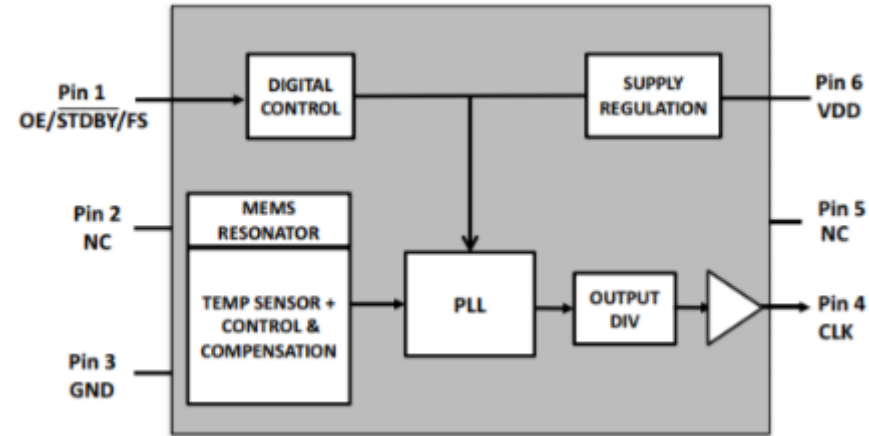 Pin 1
OE/STDBY/FS
DIGITAL
CONTROL
SUPPLY
REGULATION
Pin 6
VDD
Pin 2
NC
MEMS
RESONATOR
Pin 5
NC
TEMP SENSOR +
CONTROL &
COMPENSATION
PLL
OUTPUT
DIV
Pin 4
CLK
Pin 3
GND